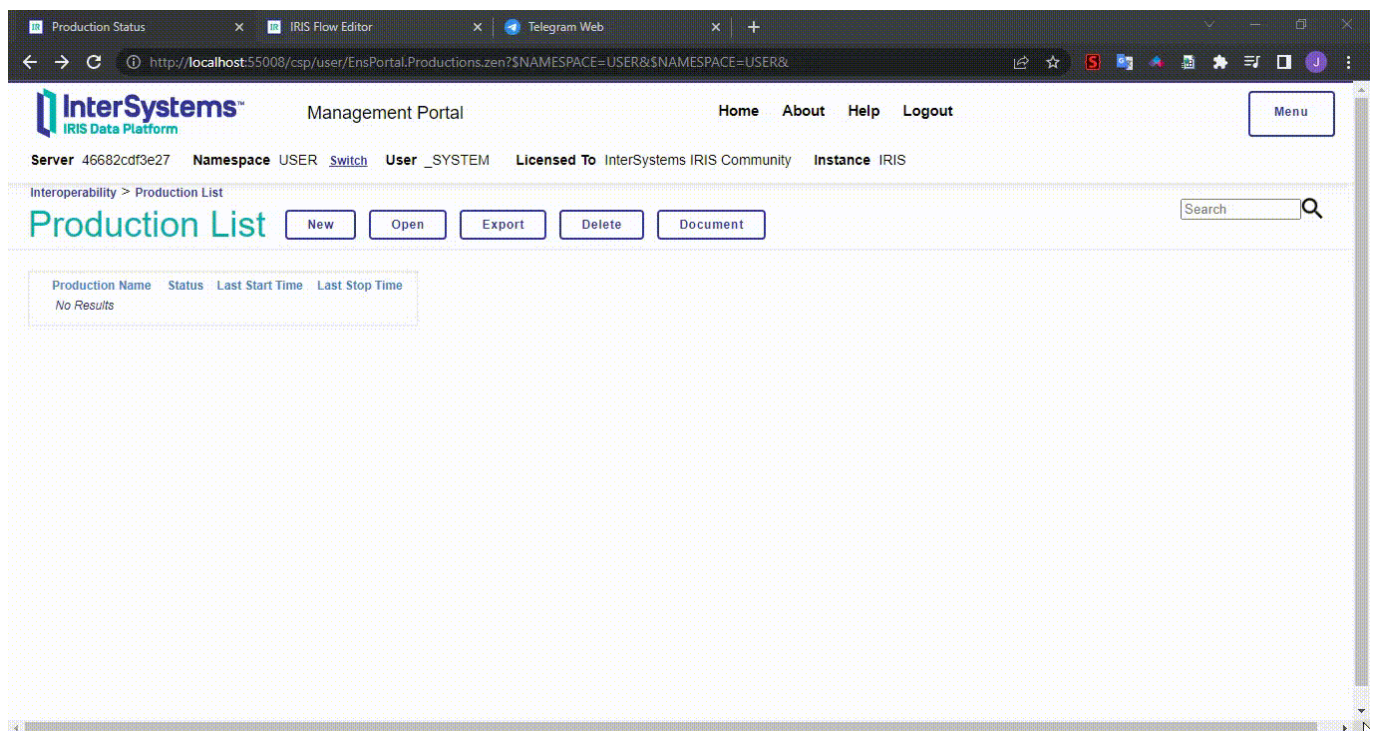 Production Status IRIS Flow Editor Telegram Web
http://localhost:55008/csp/user/EnsPortal.Productions.zen?$NAMESPACE=USER&$NAMESPACE=USER&
InterSystems™ Management Portal Home About Help Logout Menu
IRIS Data Platform
Server 46682cdf3e27 Namespace USER Switch User _SYSTEM Licensed To InterSystems IRIS Community Instance IRIS
Interoperability > Production List
Production List New Open Export Delete Document Search
Production Name Status Last Start Time Last Stop Time
No Results